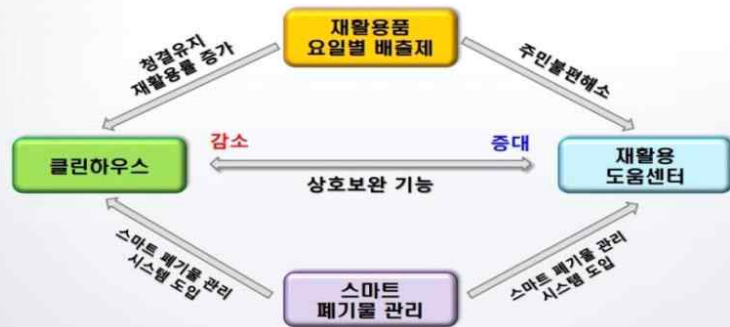 재활용품
요일별 배출제
청결유지
재활용률 증가
주민불편해소
감소
증대
클린하우스
상호보완 기능
재활용
도움센터
스마트 폐기물 관리
시스템 도입
스마트 폐기물 관리
시스템 도입
스마트
폐기물 관리